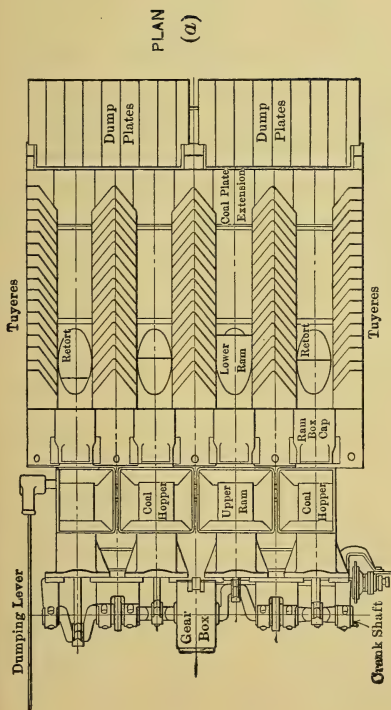 PLAN
(a)
Dump
Plates
Dump
Plates
Tuyeres
Tuyeres
Coal Plate
Extension
Retort
Lower
Ram
Retort
Ram
Box
Cap
Coal
Hopper
Upper
Ram
Coal
Hopper
Dumping Lever
Gear
Box
Crank Shaft